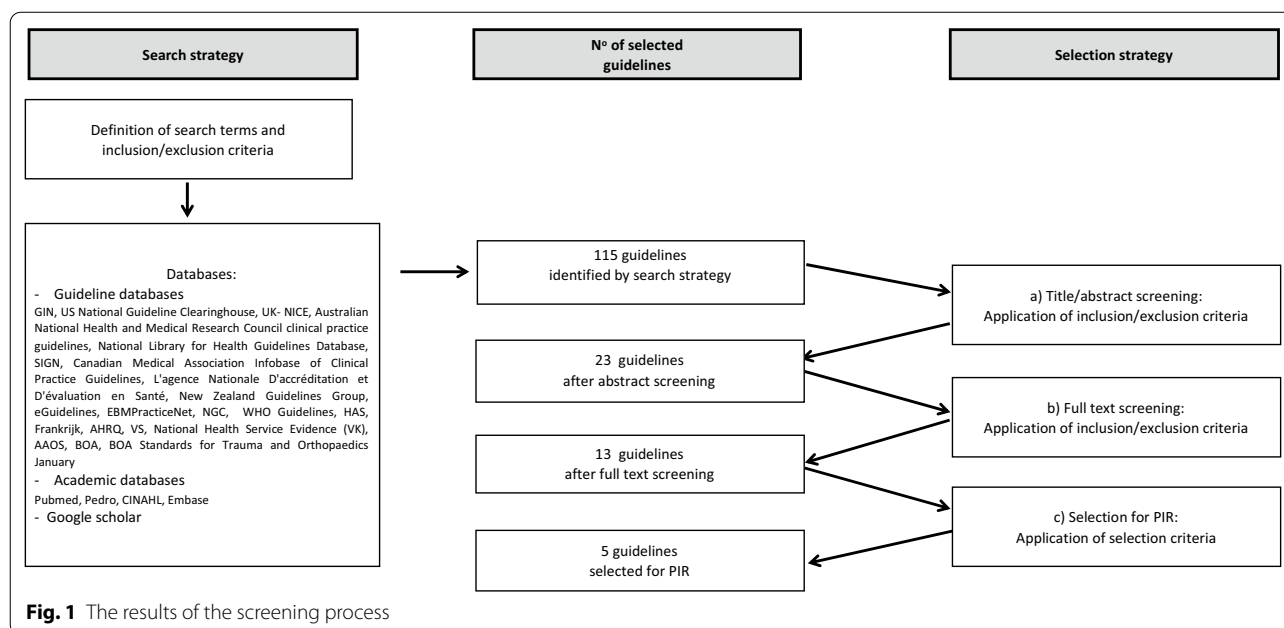 Search strategy
Nº of selected
guidelines
Selection strategy
Definition of search terms and
inclusion/exclusion criteria
Databases:
- Guideline databases
GIN, US National Guideline Clearinghouse, UK- NICE, Australian
National Health and Medical Research Council clinical practice
guidelines, National Library for Health Guidelines Database,
SIGN, Canadian Medical Association Infobase of Clinical
Practice Guidelines, L'agence Nationale D'accréditation et
D'évaluation en Santé, New Zealand Guidelines Group,
eGuidelines, EBMPracticeNet, NGC, WHO Guidelines, HAS,
Frankrijk, AHRQ, VS, National Health Service Evidence (VK),
AAOS, BOA, BOA Standards for Trauma and Orthopaedics
January
- Academic databases
Pubmed, Pedro, CINAHL, Embase
- Google scholar
115 guidelines
identified by search strategy
a) Title/abstract screening:
Application of inclusion/exclusion criteria
23 guidelines
after abstract screening
b) Full text screening:
Application of inclusion/exclusion criteria
13 guidelines
after full text screening
c) Selection for PIR:
Application of selection criteria
5 guidelines
selected for PIR
Fig. 1 The results of the screening process